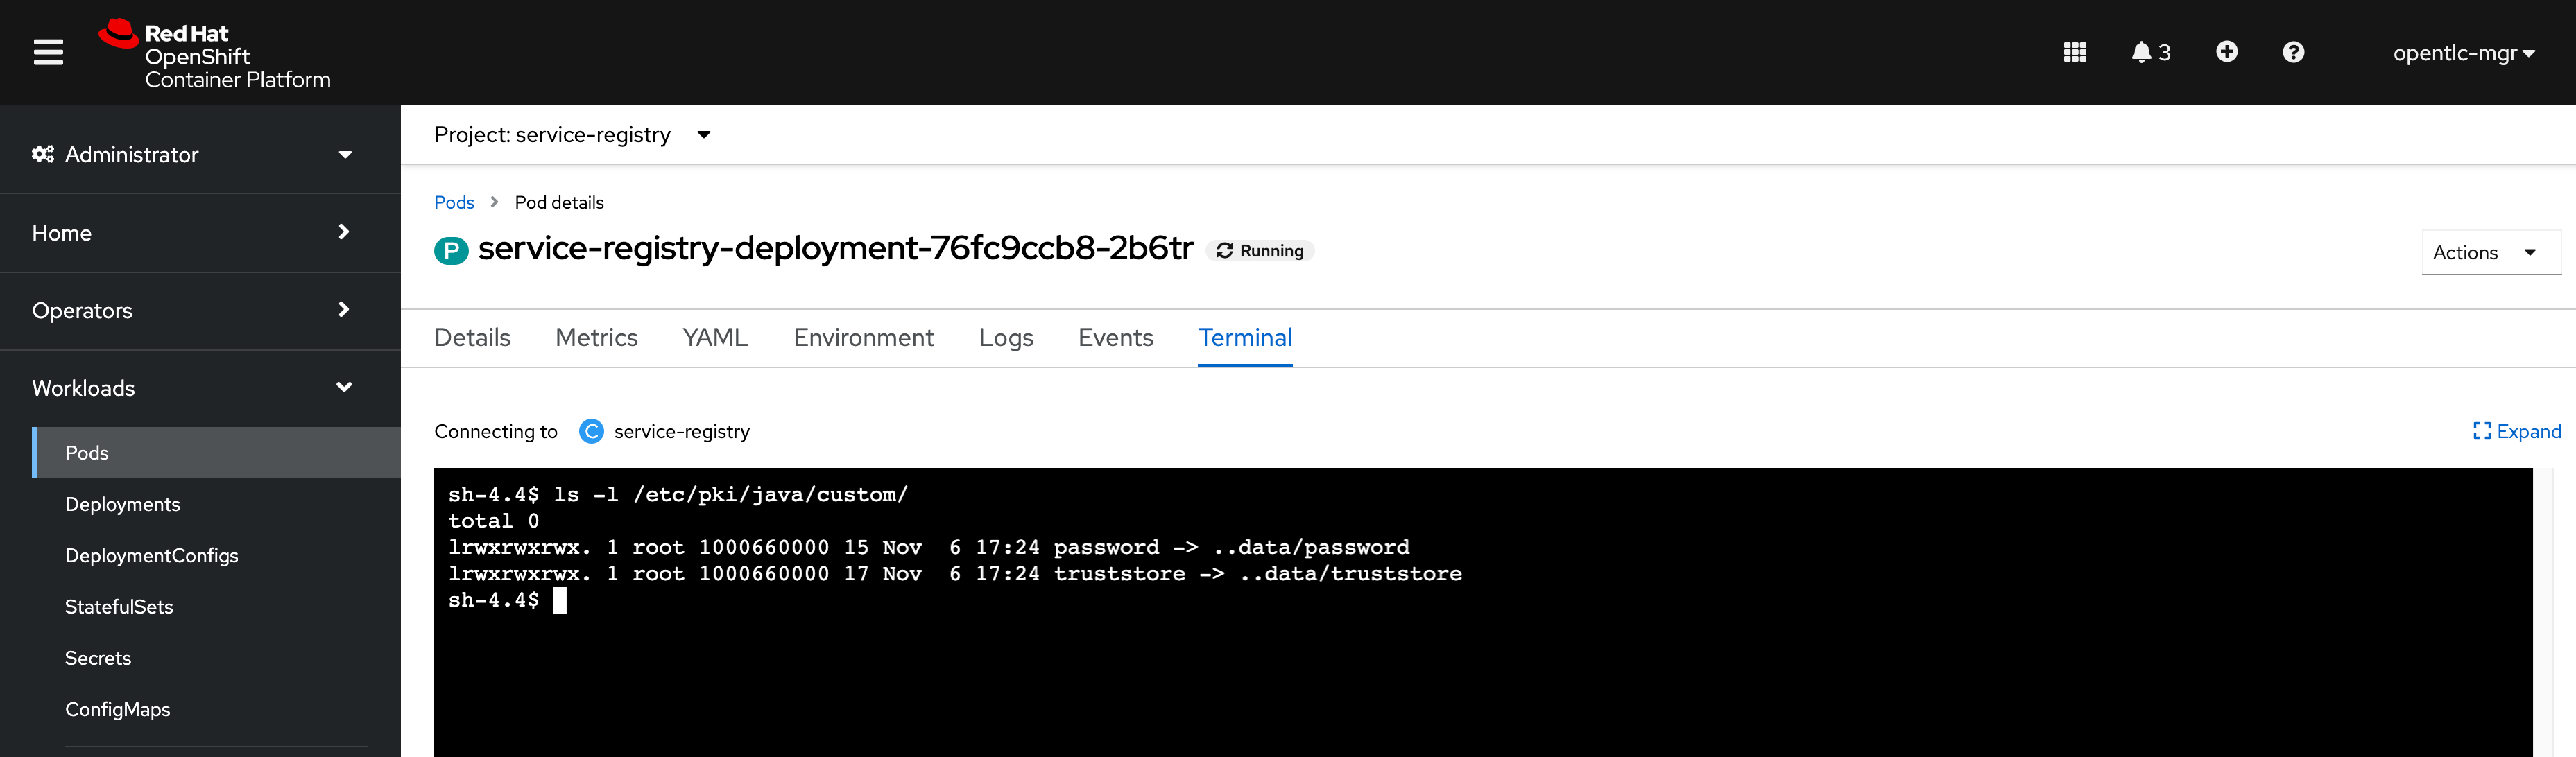 Red Hat
OpenShift
Container Platform
3
opentlc-mgr
Administrator
Home
Operators
Workloads
Pods
Deployments
DeploymentConfigs
StatefulSets
Secrets
ConfigMaps
Project: service-registry
Pods > Pod details
P service-registry-deployment-76fc9ccb8-2b6tr Running
Actions
Details Metrics YAML Environment Logs Events Terminal
Connecting to C service-registry
Expand
sh-4.4$ ls -l /etc/pki/java/custom/
total 0
lrwxrwxrwx. 1 root 1000660000 15 Nov  6 17:24 password -> ..data/password
lrwxrwxrwx. 1 root 1000660000 17 Nov  6 17:24 truststore -> ..data/truststore
sh-4.4$